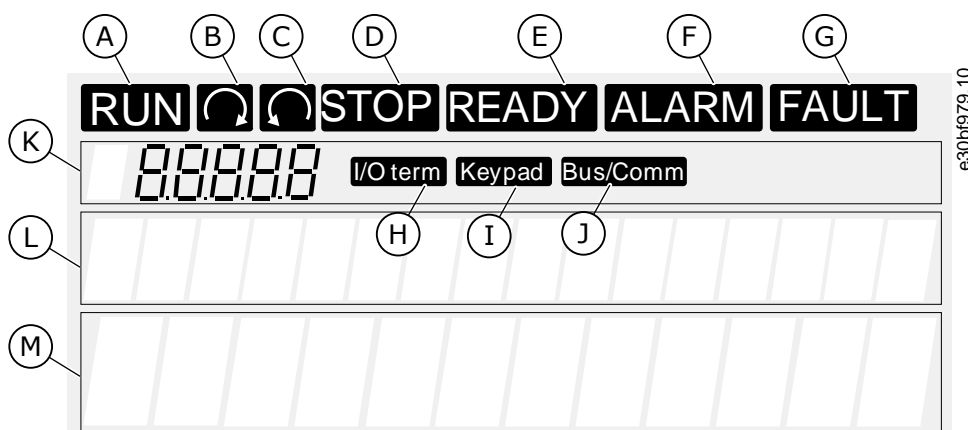 A B C D E F G
RUN STOP READY ALARM FAULT
K 8.8.8.8.8 I/O term Keypad Bus/Comm
H I J
L
M
e30bf979.10